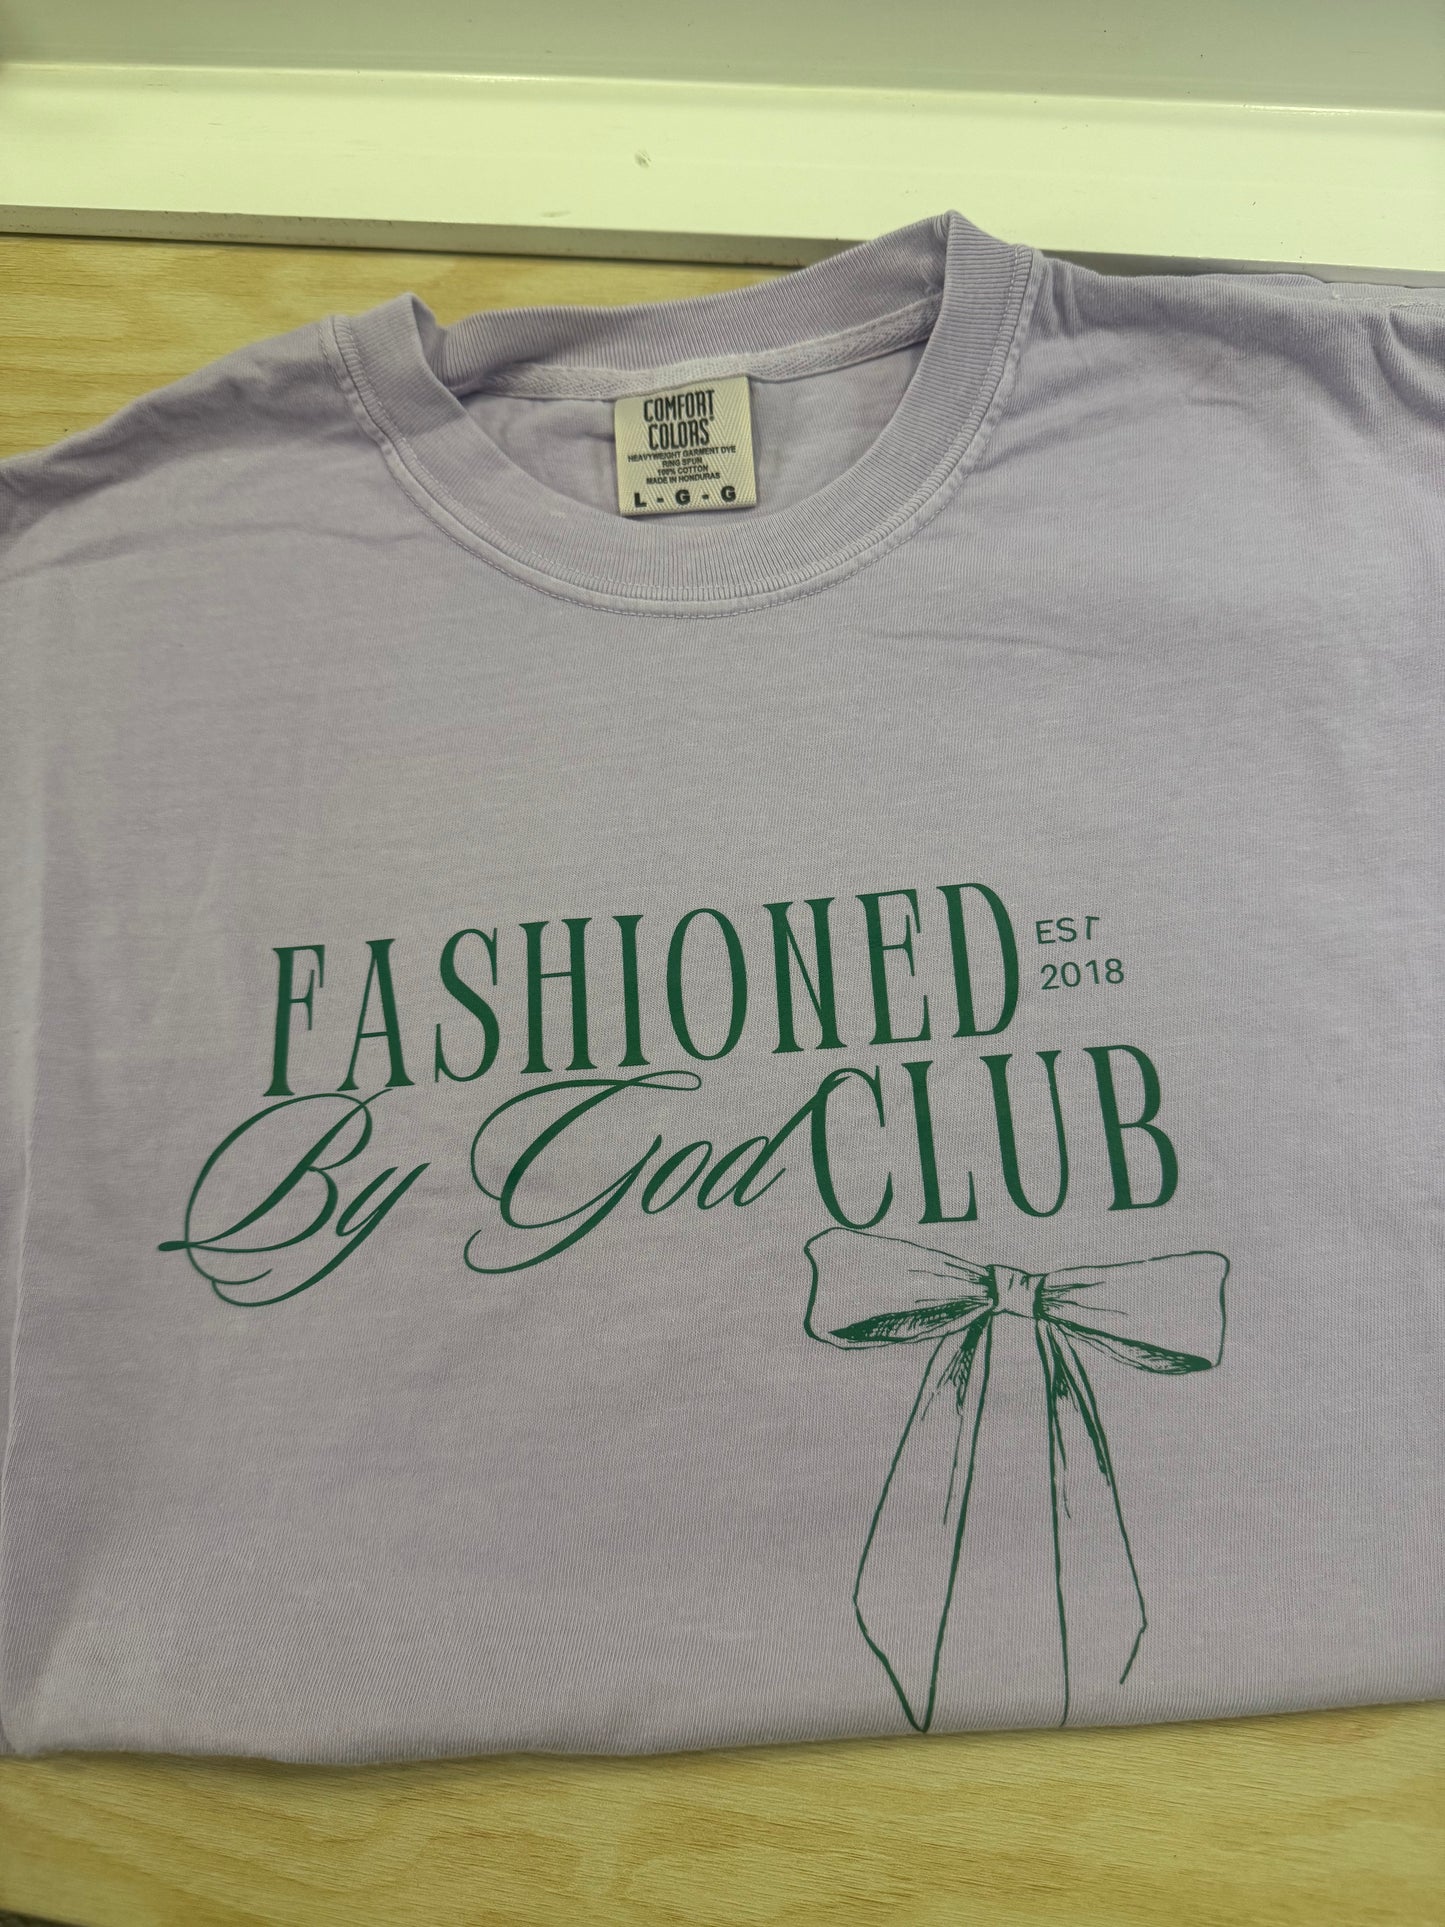 COMFORT
COLORS®
HEAVYWEIGHT GARMENT DYE
RING SPUN
100% COTTON
MADE IN HONDURAS
L - G - G
FASHIONED EST
2018
By God CLUB